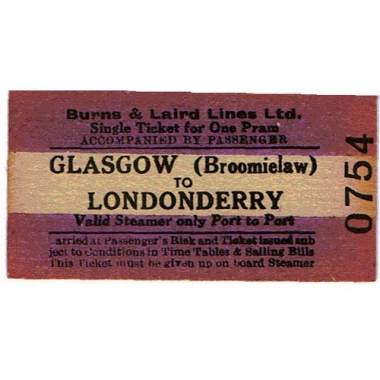 Burns & Laird Lines Ltd.
Single Ticket for One Pram
ACCOMPANIED BY PASSENGER
GLASGOW (Broomielaw)
TO
LONDONDERRY
Valid Steamer only Port to Port
arried at Passenger's Risk and Ticket issued sub
ject to Conditions in Time Tables & Sailing Bills
This Ticket must be given up on board Steamer
0754